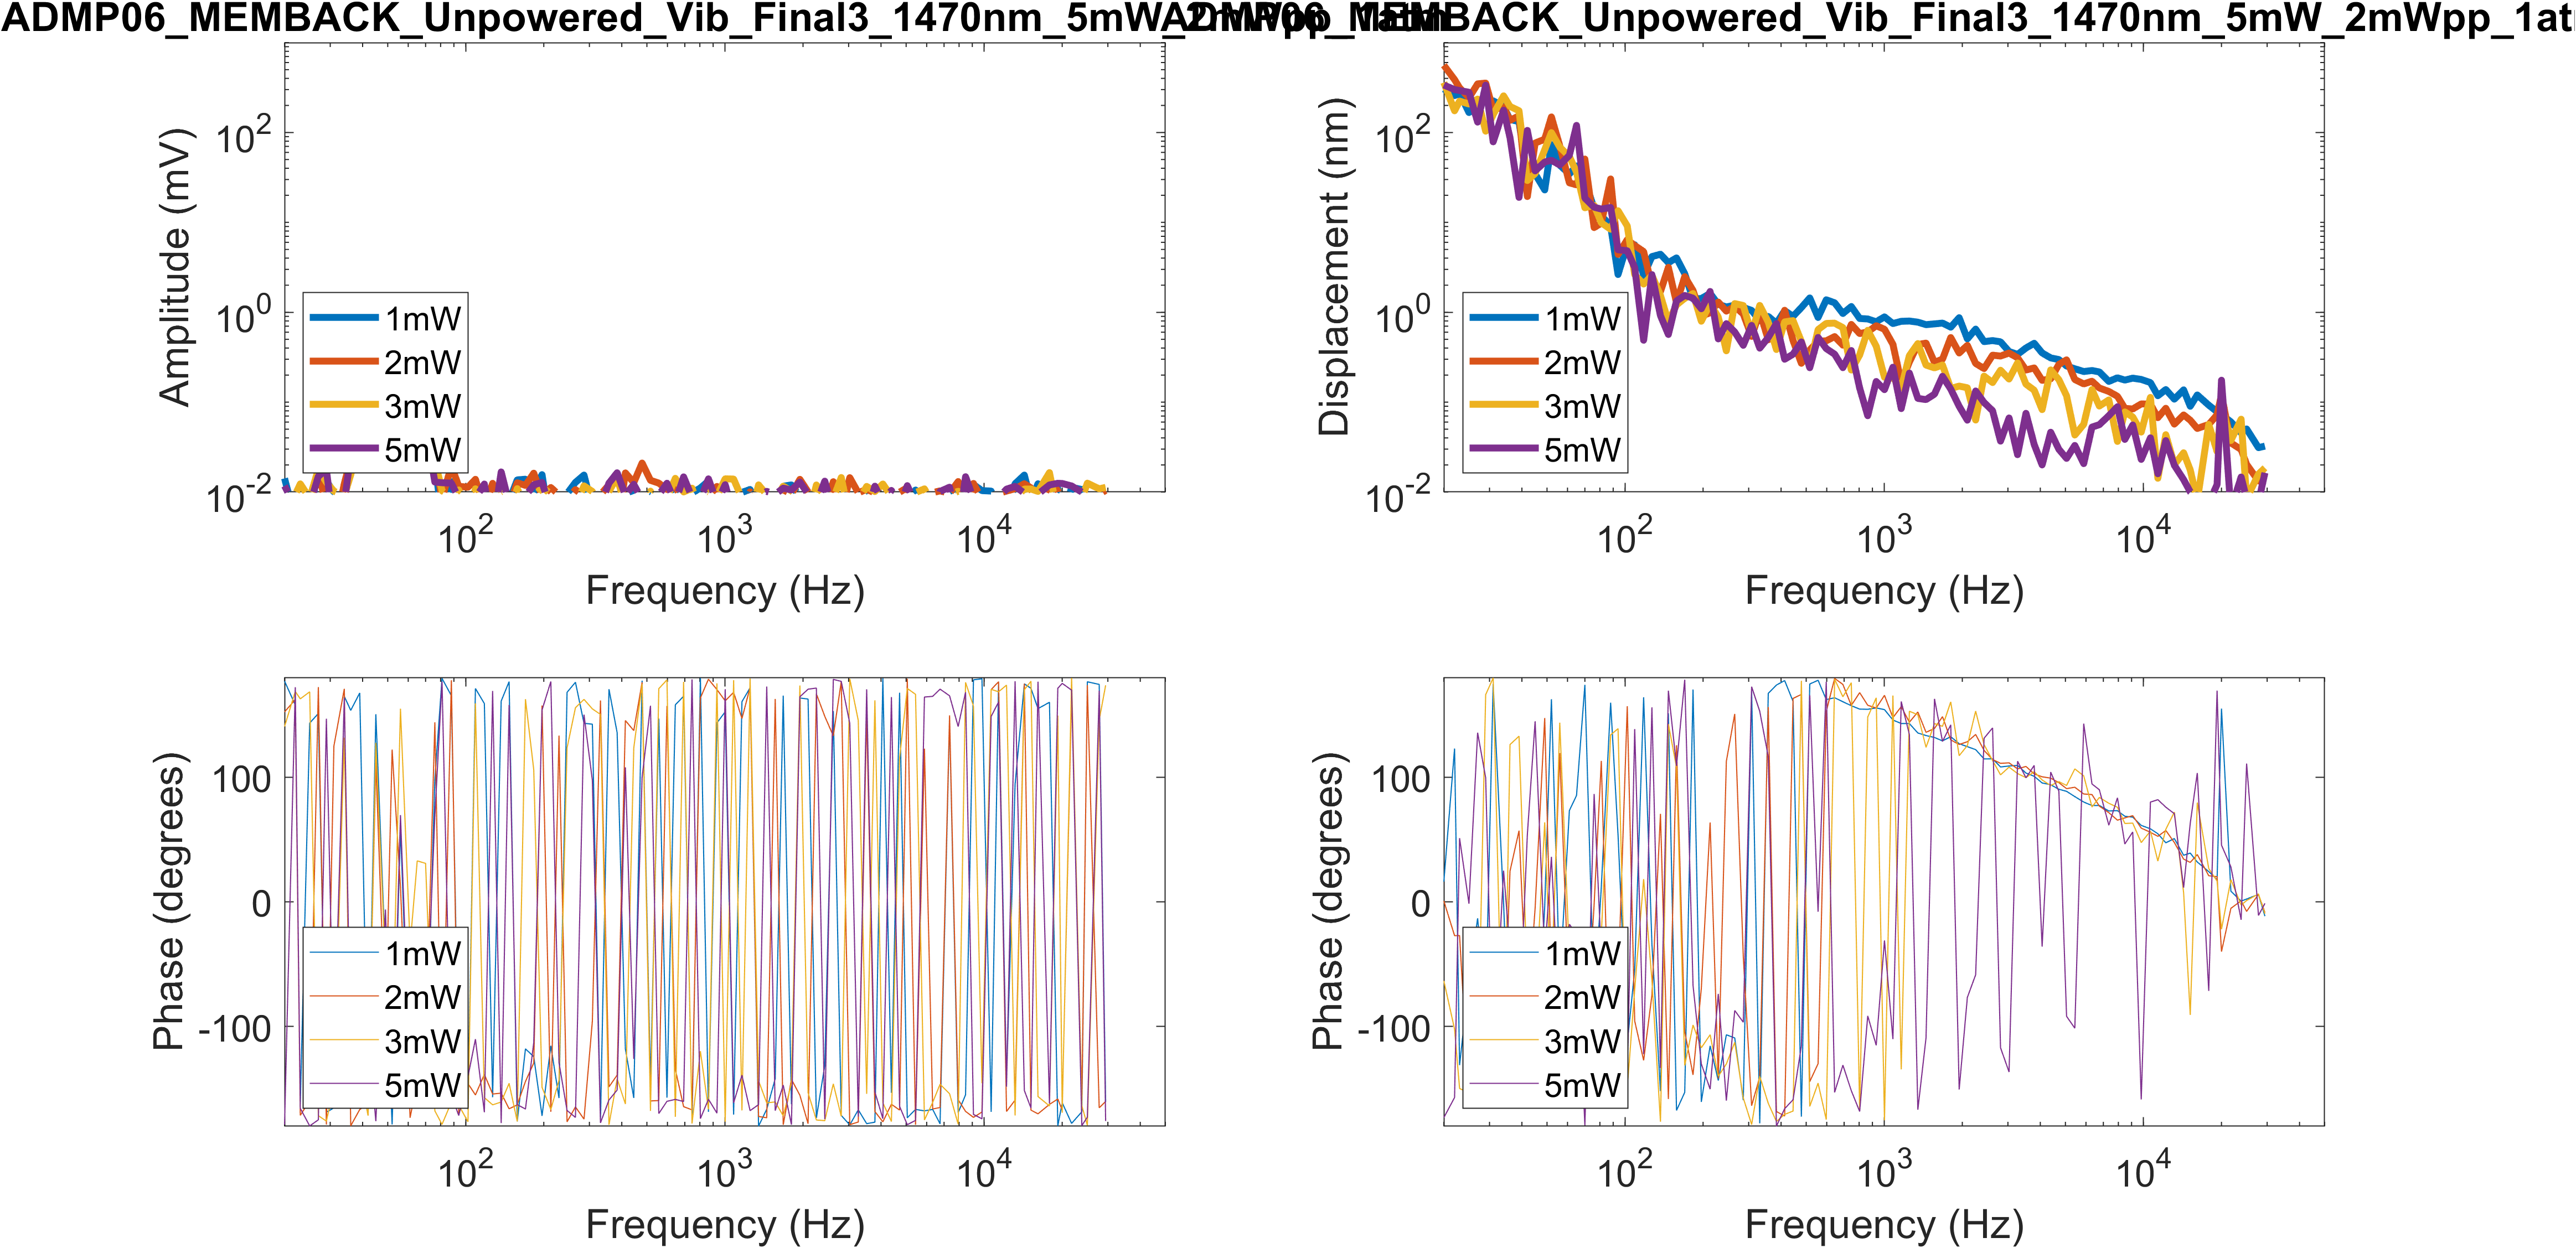 ADMP06_MEMBACK_Unpowered_Vib_Final3_1470nm_5mW_2mWpp_1atm
ADMP06_MEMBACK_Unpowered_Vib_Final3_1470nm_5mW_2mWpp_1at
Amplitude (mV)
10^2
10^0
10^-2
1mW
2mW
3mW
5mW
10^2 10^3 10^4
Frequency (Hz)
Displacement (nm)
10^2
10^0
10^-2
1mW
2mW
3mW
5mW
10^2 10^3 10^4
Frequency (Hz)
Phase (degrees)
100
0
-100
1mW
2mW
3mW
5mW
10^2 10^3 10^4
Frequency (Hz)
Phase (degrees)
100
0
-100
1mW
2mW
3mW
5mW
10^2 10^3 10^4
Frequency (Hz)